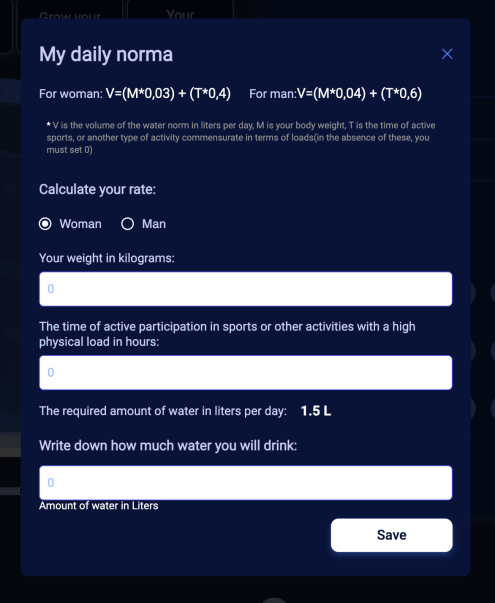 Grow your
Your
My daily norma
For woman: V=(M*0,03) + (T*0,4) For man:V=(M*0,04) + (T*0,6)
* V is the volume of the water norm in liters per day, M is your body weight, T is the time of active
sports, or another type of activity commensurate in terms of loads(in the absence of these, you
must set 0)
Calculate your rate:
Woman Man
Your weight in kilograms:
0
The time of active participation in sports or other activities with a high
physical load in hours:
0
The required amount of water in liters per day: 1.5 L
Write down how much water you will drink:
0
Amount of water in Liters
Save